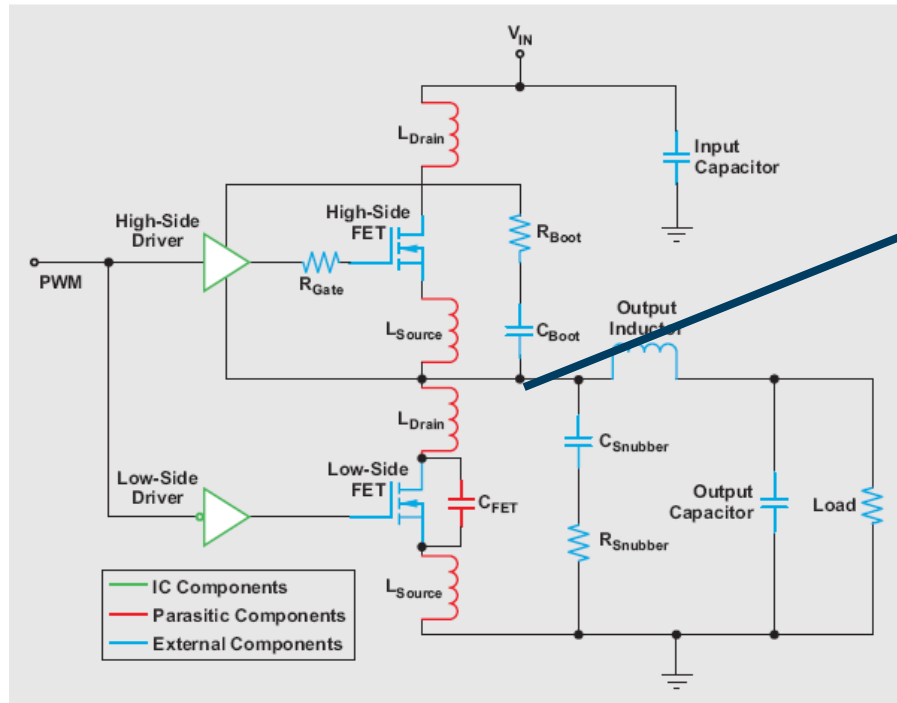 V_IN
L_Drain
Input
Capacitor
High-Side
Driver
High-Side
FET
R_Boot
PWM
R_Gate
L_Source
C_Boot
Output
Inductor
L_Drain
C_Snubber
Low-Side
Driver
Low-Side
FET
C_FET
Output
Capacitor
Load
R_Snubber
L_Source
IC Components
Parasitic Components
External Components